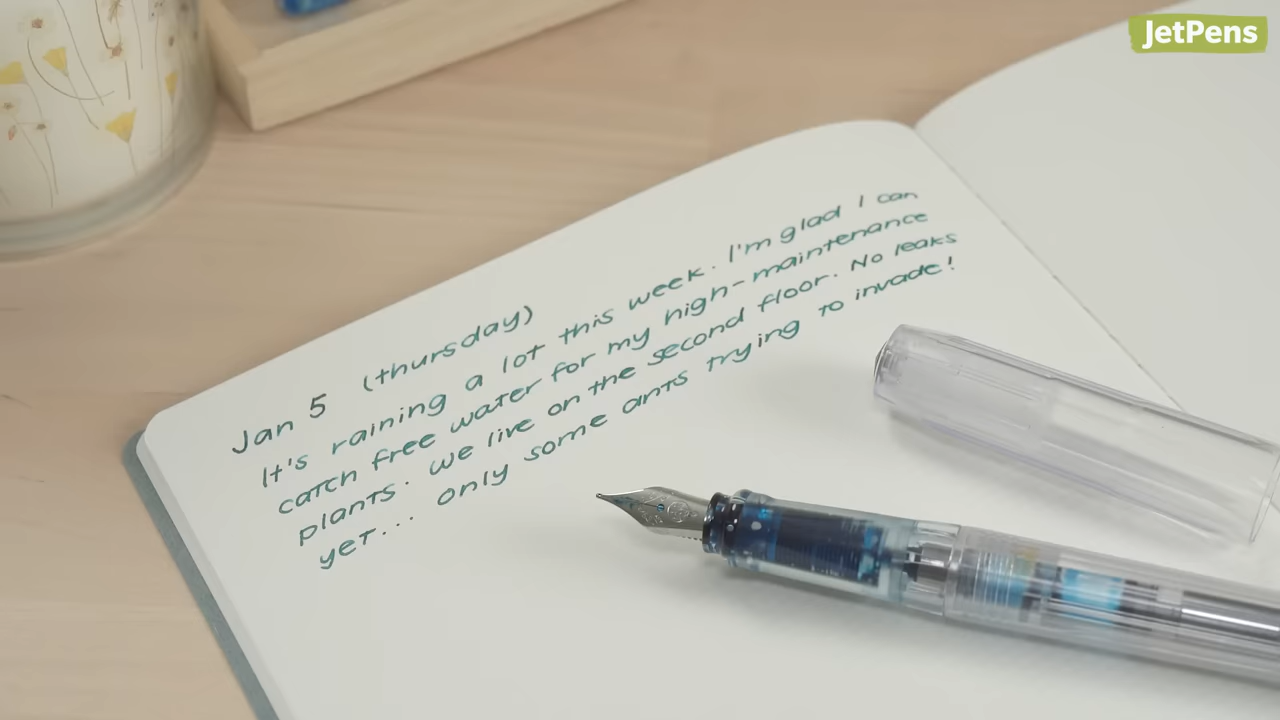 JetPens
Jan 5 (thursday)
It's raining a lot this week. I'm glad I can
catch free water for my high-maintenance
plants. We live on the second floor. No leaks
yet... only some ants trying to invade!